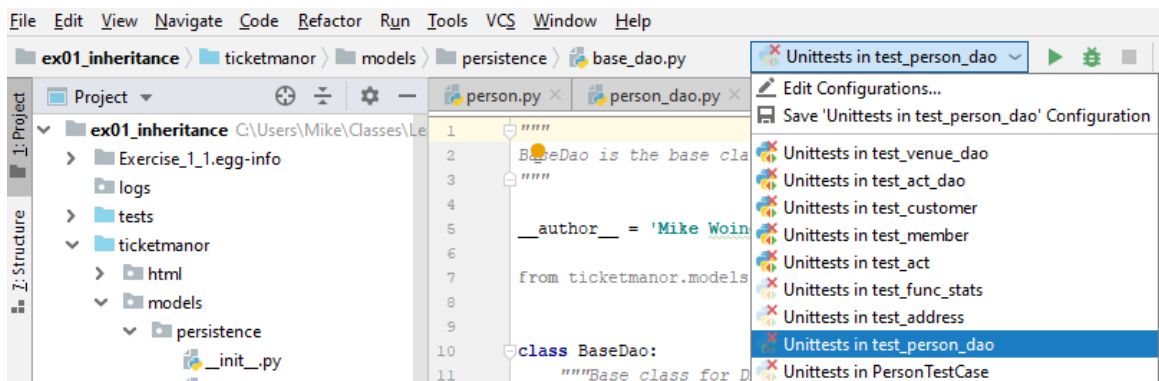 File Edit View Navigate Code Refactor Run Tools VCS Window Help
ex01_inheritance ticketmanor models persistence base_dao.py Unittests in test_person_dao
1: Project
7: Structure
Project
ex01_inheritance C:\Users\Mike\Classes\Le
Exercise_1_1.egg-info
logs
tests
ticketmanor
html
models
persistence
__init__.py
person.py person_dao.py
1 """
2 BaseDao is the base cla
3 """
4
5 __author__ = 'Mike Woin
6
7 from ticketmanor.models
8
9
10 class BaseDao:
11 """Base class for D
Edit Configurations...
Save 'Unittests in test_person_dao' Configuration
Unittests in test_venue_dao
Unittests in test_act_dao
Unittests in test_customer
Unittests in test_member
Unittests in test_act
Unittests in test_func_stats
Unittests in test_address
Unittests in test_person_dao
Unittests in PersonTestCase